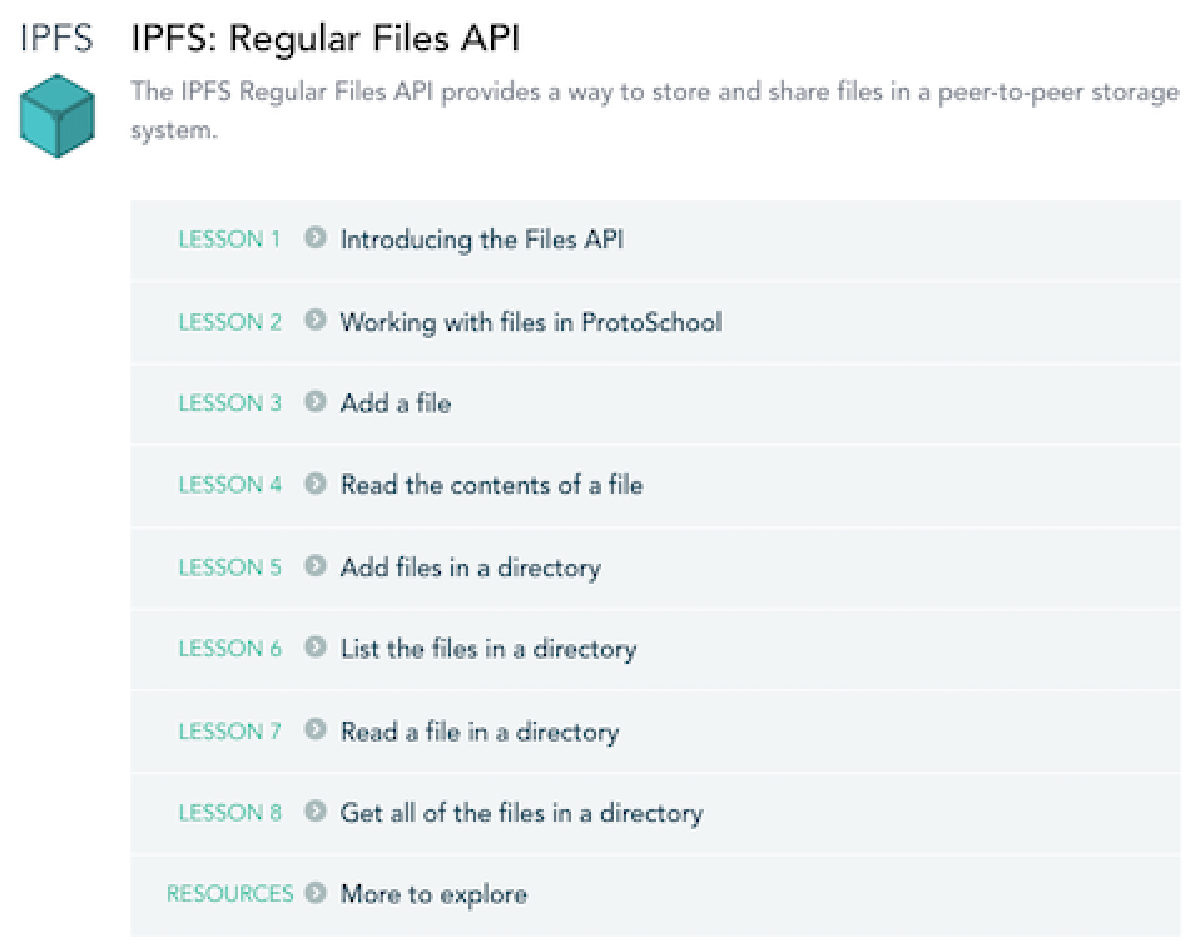 IPFS
IPFS: Regular Files API
The IPFS Regular Files API provides a way to store and share files in a peer-to-peer storage
system.
LESSON 1 Introducing the Files API
LESSON 2 Working with files in ProtoSchool
LESSON 3 Add a file
LESSON 4 Read the contents of a file
LESSON 5 Add files in a directory
LESSON 6 List the files in a directory
LESSON 7 Read a file in a directory
LESSON 8 Get all of the files in a directory
RESOURCES More to explore